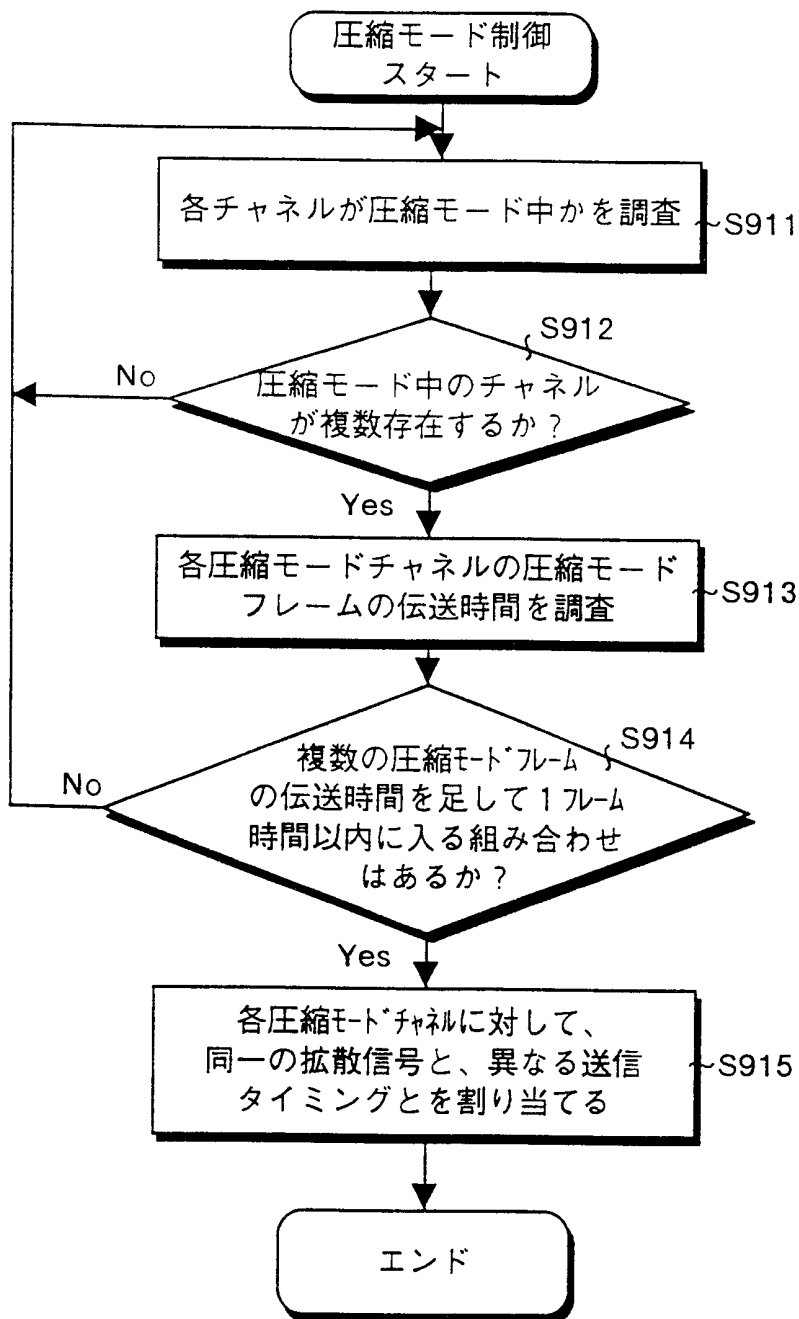 圧縮モード制御
スタート
各チャネルが圧縮モード中かを調査
S911
S912
No
圧縮モード中のチャネル
が複数存在するか？
Yes
各圧縮モードチャネルの圧縮モード
フレームの伝送時間を調査
S913
S914
No
複数の圧縮ﾓｰﾄﾞﾌﾚｰﾑ
の伝送時間を足して１ﾌﾚｰﾑ
時間以内に入る組み合わせ
はあるか？
Yes
各圧縮ﾓｰﾄﾞﾁｬﾈﾙに対して、
同一の拡散信号と、異なる送信
タイミングとを割り当てる
S915
エンド